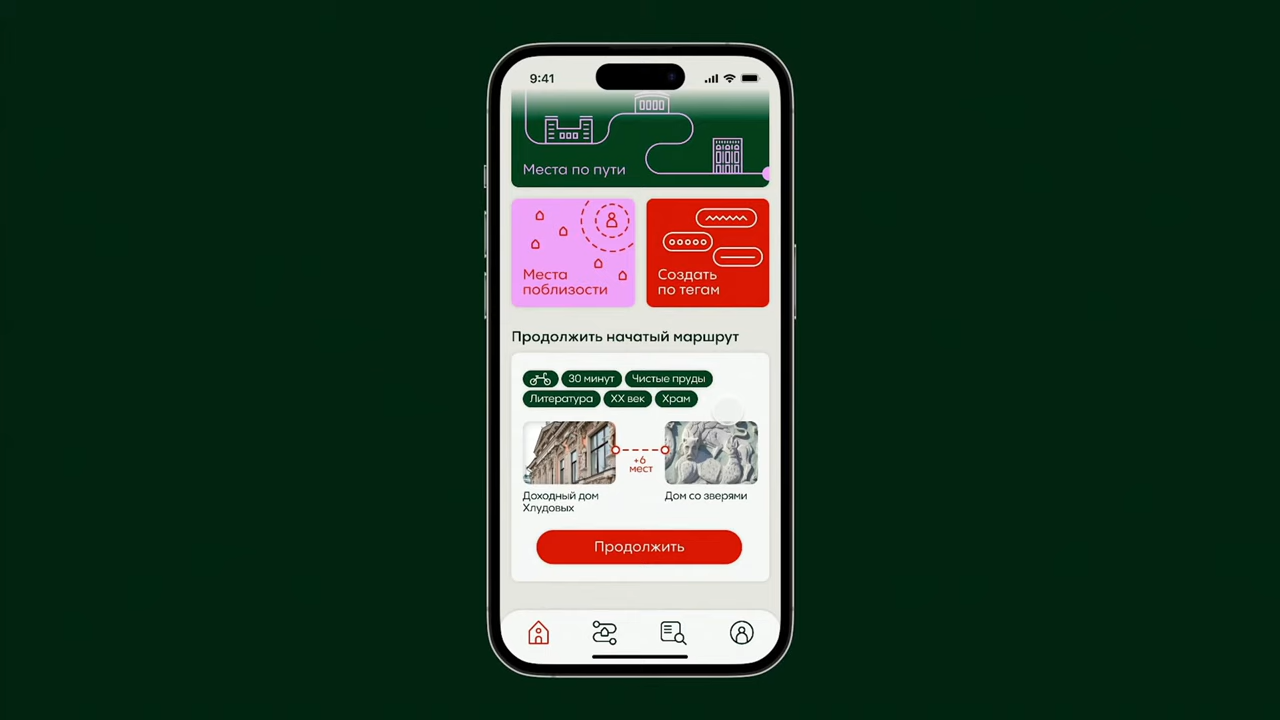 9:41
Места по пути
Места
поблизости
Создать
по тегам
Продолжить начатый маршрут
30 минут
Чистые пруды
Литература
XX век
Храм
+6
мест
Доходный дом
Хлудовых
Дом со зверями
Продолжить